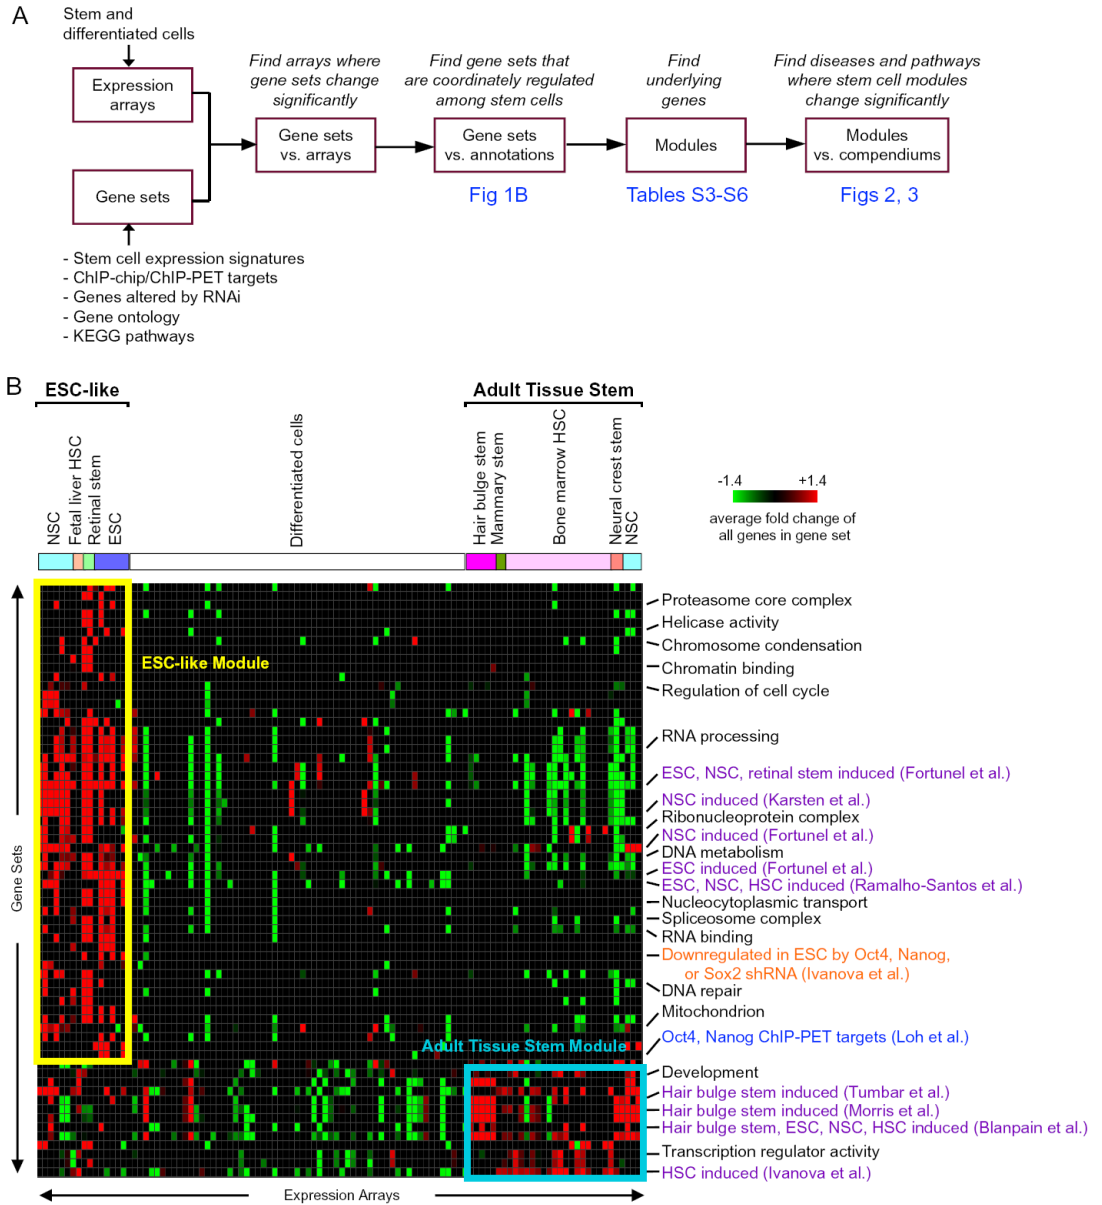 A
Stem and
differentiated cells
Expression
arrays
Gene sets
- Stem cell expression signatures
- ChIP-chip/ChIP-PET targets
- Genes altered by RNAi
- Gene ontology
- KEGG pathways
Find arrays where
gene sets change
significantly
Gene sets
vs. arrays
Find gene sets that
are coordinately regulated
among stem cells
Gene sets
vs. annotations
Fig 1B
Find
underlying
genes
Modules
Tables S3-S6
Find diseases and pathways
where stem cell modules
change significantly
Modules
vs. compendiums
Figs 2, 3
B
ESC-like
Adult Tissue Stem
NSC
Fetal liver HSC
Retinal stem
ESC
Differentiated cells
Hair bulge stem
Mammary stem
Bone marrow HSC
Neural crest stem
NSC
-1.4
+1.4
average fold change of
all genes in gene set
Gene Sets
ESC-like Module
Adult Tissue Stem Module
Proteasome core complex
Helicase activity
Chromosome condensation
Chromatin binding
Regulation of cell cycle
RNA processing
ESC, NSC, retinal stem induced (Fortunel et al.)
NSC induced (Karsten et al.)
Ribonucleoprotein complex
NSC induced (Fortunel et al.)
DNA metabolism
ESC induced (Fortunel et al.)
ESC, NSC, HSC induced (Ramalho-Santos et al.)
Nucleocytoplasmic transport
Spliceosome complex
RNA binding
Downregulated in ESC by Oct4, Nanog,
or Sox2 shRNA (Ivanova et al.)
DNA repair
Mitochondrion
Oct4, Nanog ChIP-PET targets (Loh et al.)
Development
Hair bulge stem induced (Tumbar et al.)
Hair bulge stem induced (Morris et al.)
Hair bulge stem, ESC, NSC, HSC induced (Blanpain et al.)
Transcription regulator activity
HSC induced (Ivanova et al.)
Expression Arrays